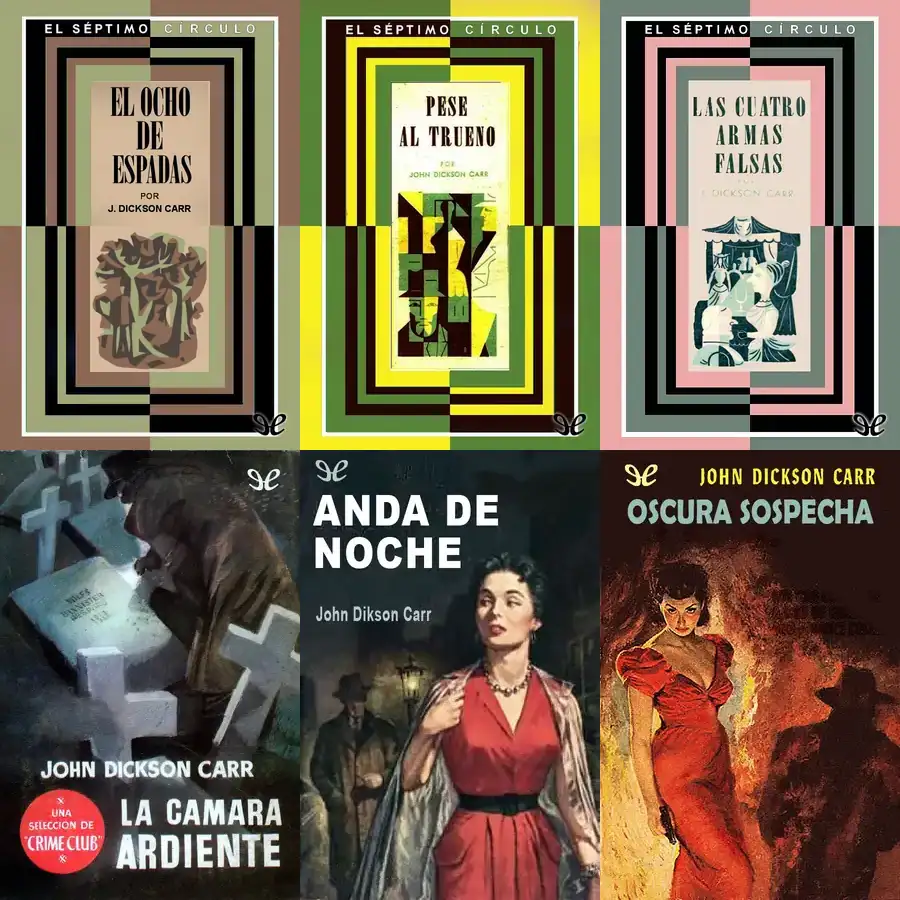 EL SÉPTIMO CÍRCULO
EL OCHO
DE
ESPADAS
POR
J. DICKSON CARR
EL SÉPTIMO CÍRCULO
PESE
AL TRUENO
POR
JOHN DICKSON CARR
EL SÉPTIMO CÍRCULO
LAS CUATRO
ARMAS
FALSAS
POR
J. DICKSON CARR
JOHN DICKSON CARR
UNA
SELECCION DE
"CRIME CLUB"
LA CAMARA
ARDIENTE
ANDA DE
NOCHE
John Dikson Carr
JOHN DICKSON CARR
OSCURA SOSPECHA